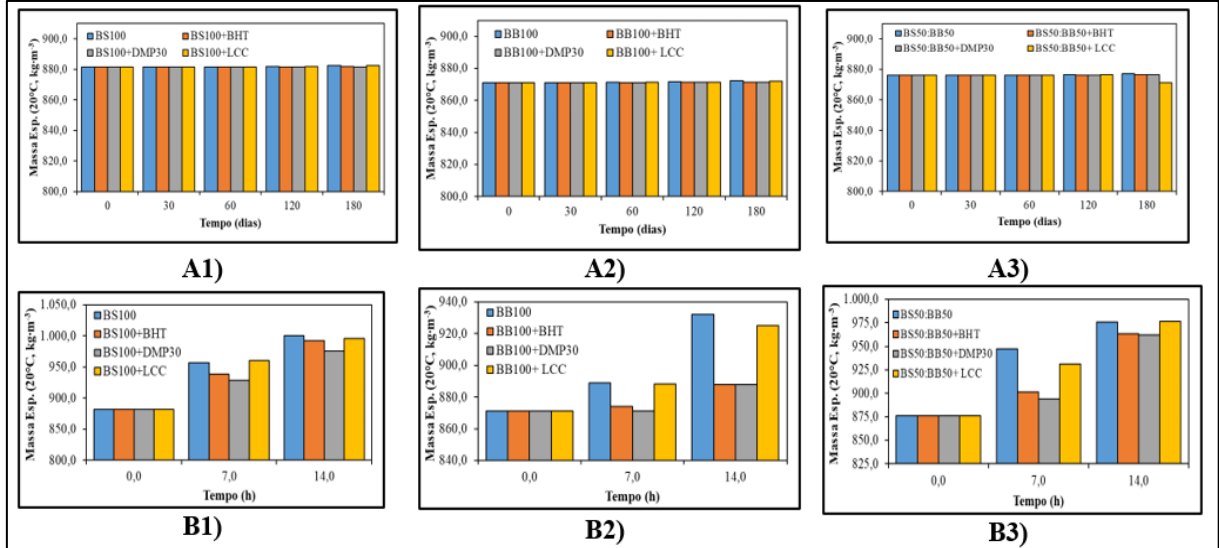 Massa Esp. (20°C, kg·m⁻³)
900,0
880,0
860,0
840,0
820,0
800,0
BS100
BS100+BHT
BS100+DMP30
BS100+LCC
0
30
60
120
180
Tempo (dias)
A1)
Massa Esp. (20°C, kg·m⁻³)
900,0
880,0
860,0
840,0
820,0
800,0
BB100
BB100+BHT
BB100+DMP30
BB100+ LCC
0
30
60
120
180
Tempo (dias)
A2)
Massa Esp. (20°C, kg·m⁻³)
900,0
880,0
860,0
840,0
820,0
800,0
BS50:BB50
BS50:BB50+BHT
BS50:BB50+DMP30
BS50:BB50+ LCC
0
30
60
120
180
Tempo (dias)
A3)
Massa Esp. (20°C, kg·m⁻³)
1.050,0
1.000,0
950,0
900,0
850,0
800,0
BS100
BS100+BHT
BS100+DMP30
BS100+LCC
0,0
7,0
14,0
Tempo (h)
B1)
Massa Esp. (20°C, kg·m⁻³)
940,0
920,0
900,0
880,0
860,0
840,0
BB100
BB100+BHT
BB100+DMP30
BB100+ LCC
0,0
7,0
14,0
Tempo (h)
B2)
Massa Esp. (20°C, kg·m⁻³)
1.000,0
975,0
950,0
925,0
900,0
875,0
850,0
825,0
BS50:BB50
BS50:BB50+BHT
BS50:BB50+DMP30
BS50:BB50+ LCC
0,0
7,0
14,0
Tempo (h)
B3)